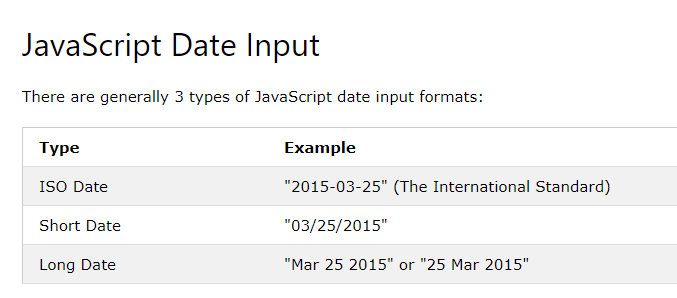 JavaScript Date Input
There are generally 3 types of JavaScript date input formats:
Type Example
ISO Date "2015-03-25" (The International Standard)
Short Date "03/25/2015"
Long Date "Mar 25 2015" or "25 Mar 2015"